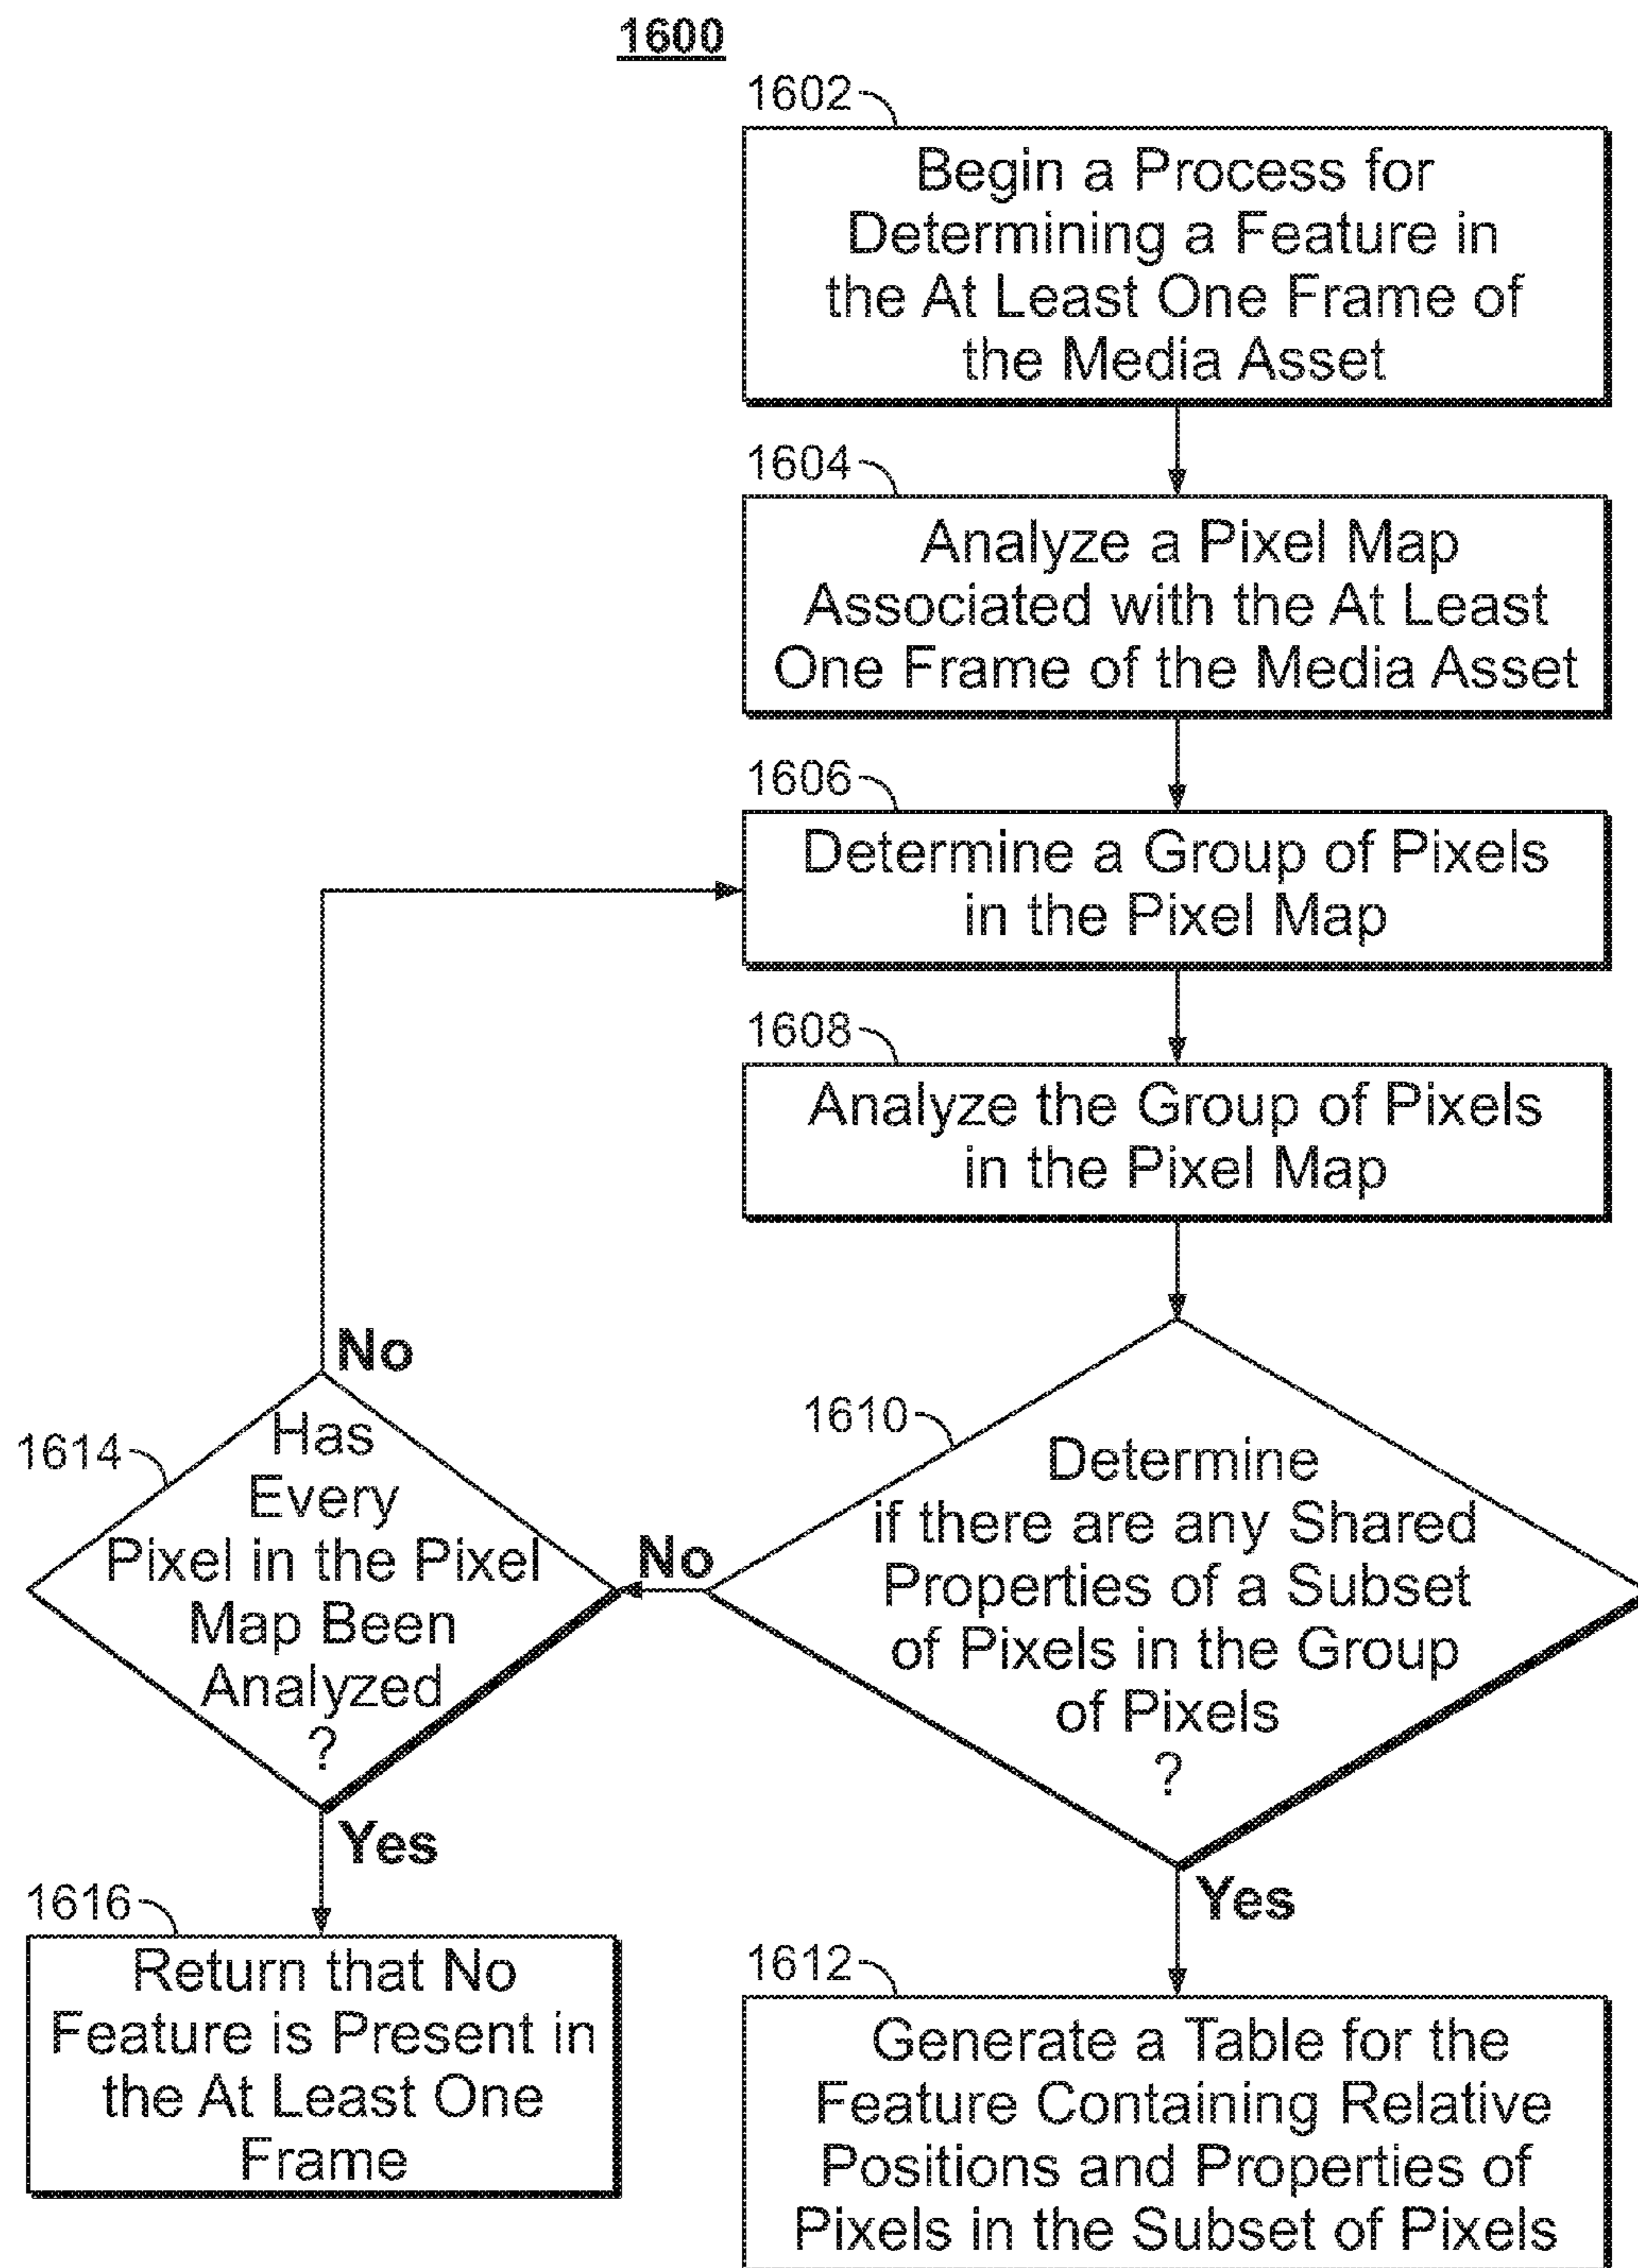 1600
1602
Begin a Process for
Determining a Feature in
the At Least One Frame of
the Media Asset
1604
Analyze a Pixel Map
Associated with the At Least
One Frame of the Media Asset
1606
Determine a Group of Pixels
in the Pixel Map
1608
Analyze the Group of Pixels
in the Pixel Map
1610
Determine
if there are any Shared
Properties of a Subset
of Pixels in the Group
of Pixels
?
No
Yes
1614
Has
Every
Pixel in the Pixel
Map Been
Analyzed
?
No
Yes
1616
Return that No
Feature is Present in
the At Least One
Frame
1612
Generate a Table for the
Feature Containing Relative
Positions and Properties of
Pixels in the Subset of Pixels